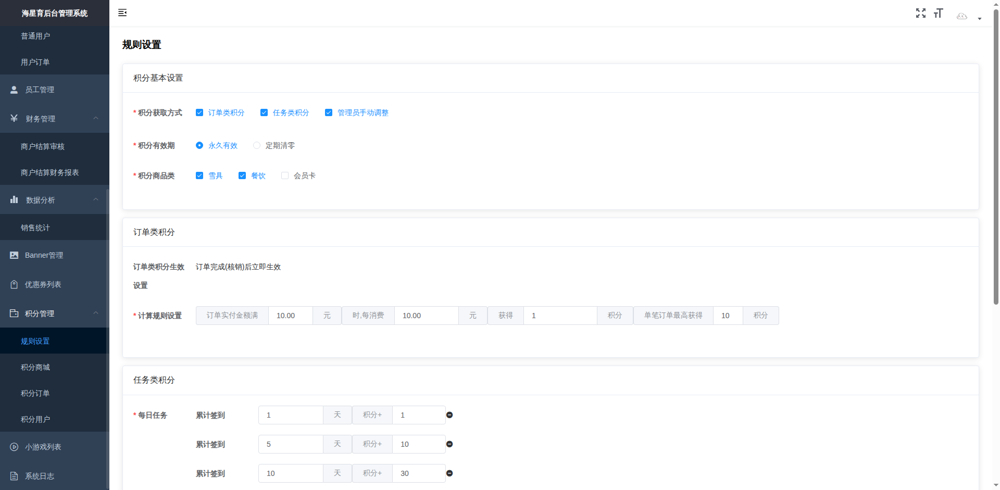 海星育后台管理系统
普通用户
用户订单
员工管理
财务管理
商户结算审核
商户结算财务报表
数据分析
销售统计
Banner管理
优惠券列表
积分管理
规则设置
积分商城
积分订单
积分用户
小游戏列表
系统日志
规则设置
积分基本设置
* 积分获取方式 订单类积分 任务类积分 管理员手动调整
* 积分有效期 永久有效 定期清零
* 积分商品类 雪具 餐饮 会员卡
订单类积分
订单类积分生效 订单完成(核销)后立即生效
设置
* 计算规则设置 订单实付金额满 10.00 元 时,每消费 10.00 元 获得 1 积分 单笔订单最高获得 10 积分
任务类积分
* 每日任务 累计签到 1 天 积分+ 1
累计签到 5 天 积分+ 10
累计签到 10 天 积分+ 30